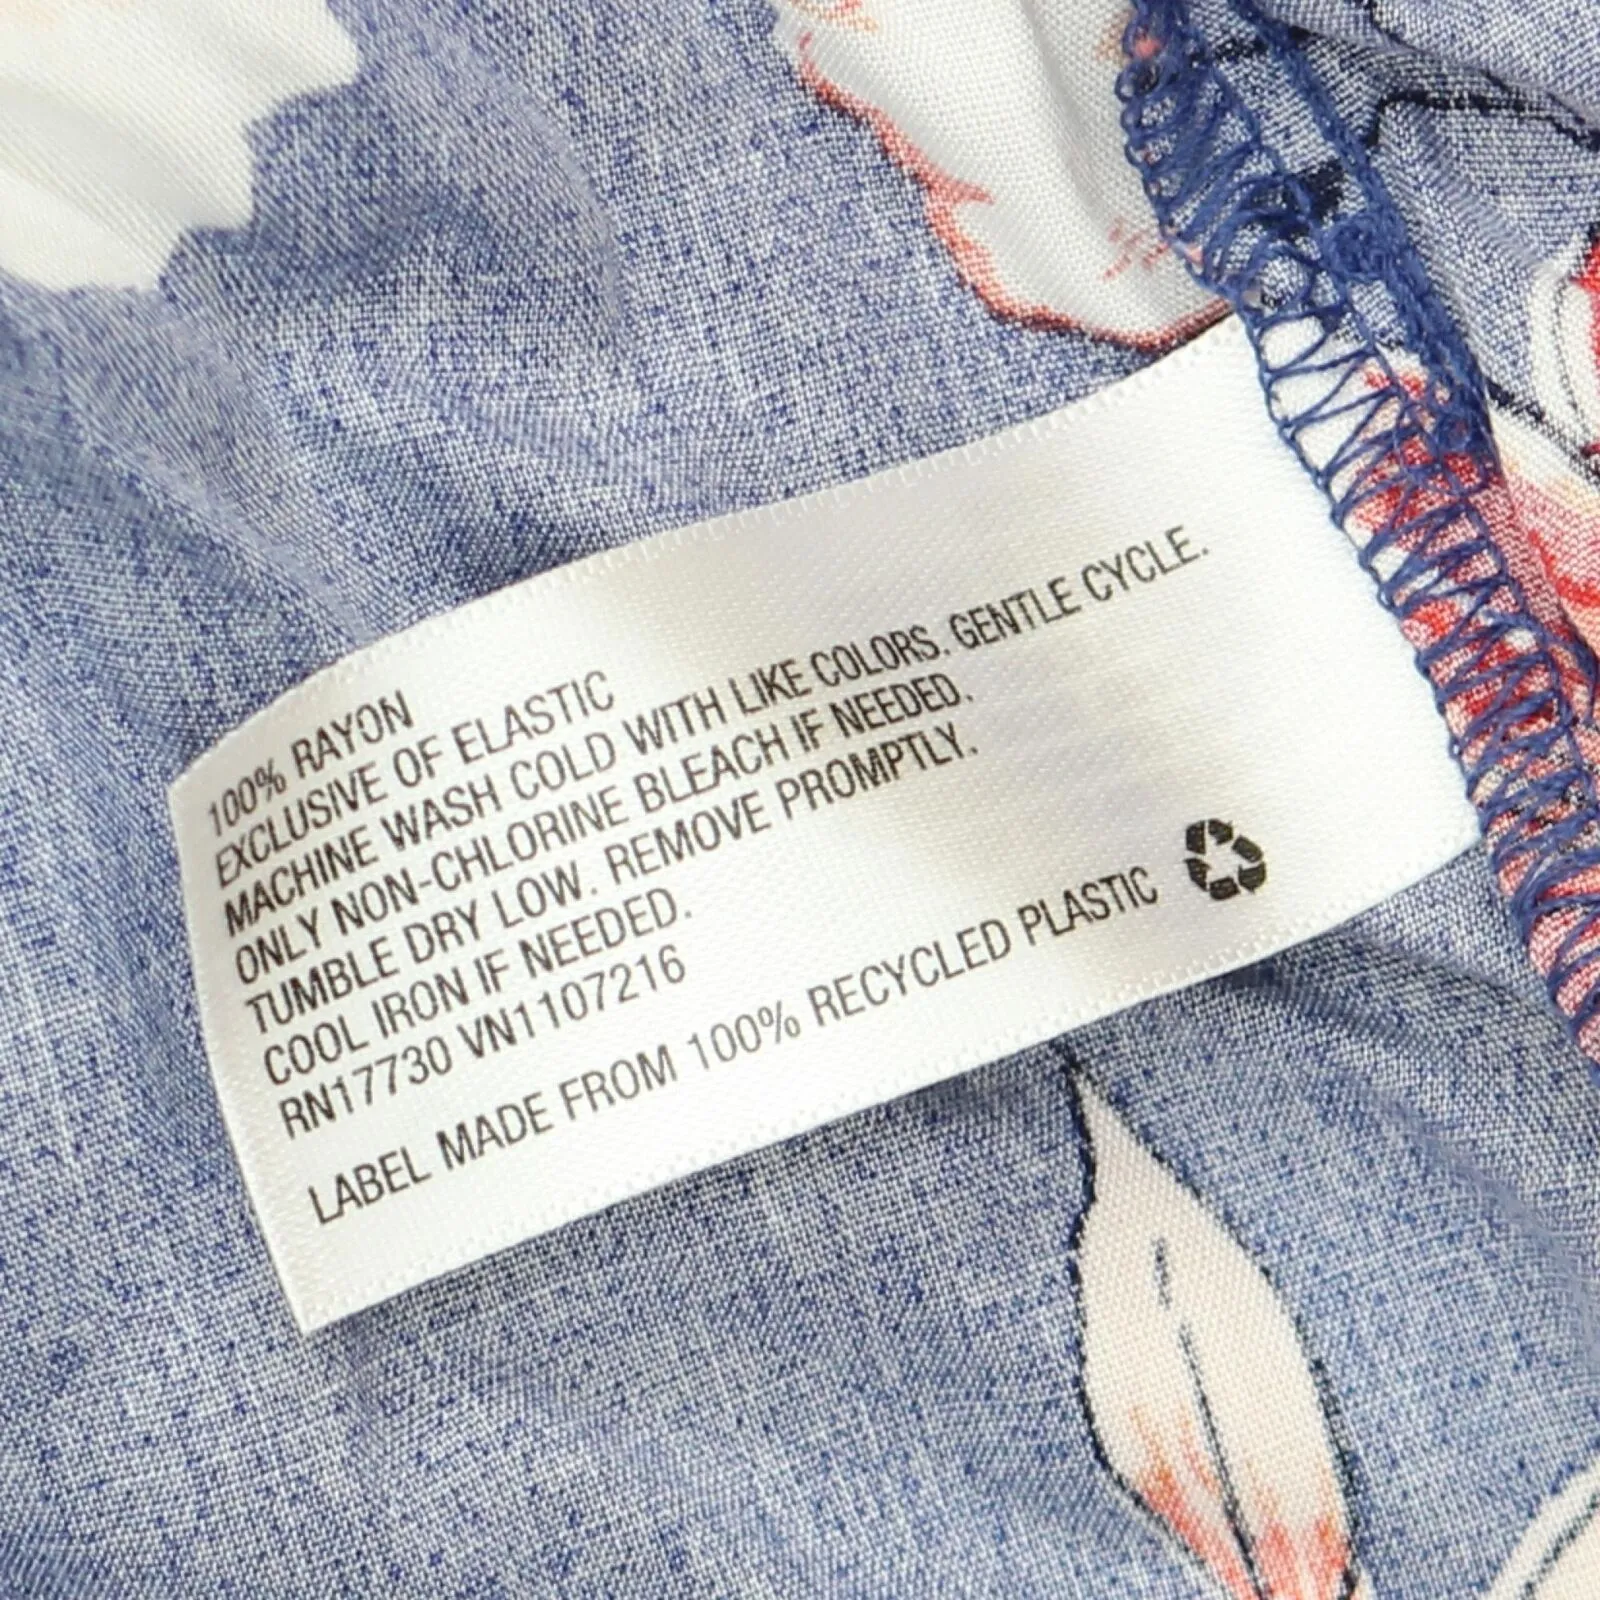 100% RAYON
EXCLUSIVE OF ELASTIC
MACHINE WASH COLD WITH LIKE COLORS. GENTLE CYCLE.
ONLY NON-CHLORINE BLEACH IF NEEDED.
TUMBLE DRY LOW. REMOVE PROMPTLY.
COOL IRON IF NEEDED.
RN17730 VN1107216
LABEL MADE FROM 100% RECYCLED PLASTIC